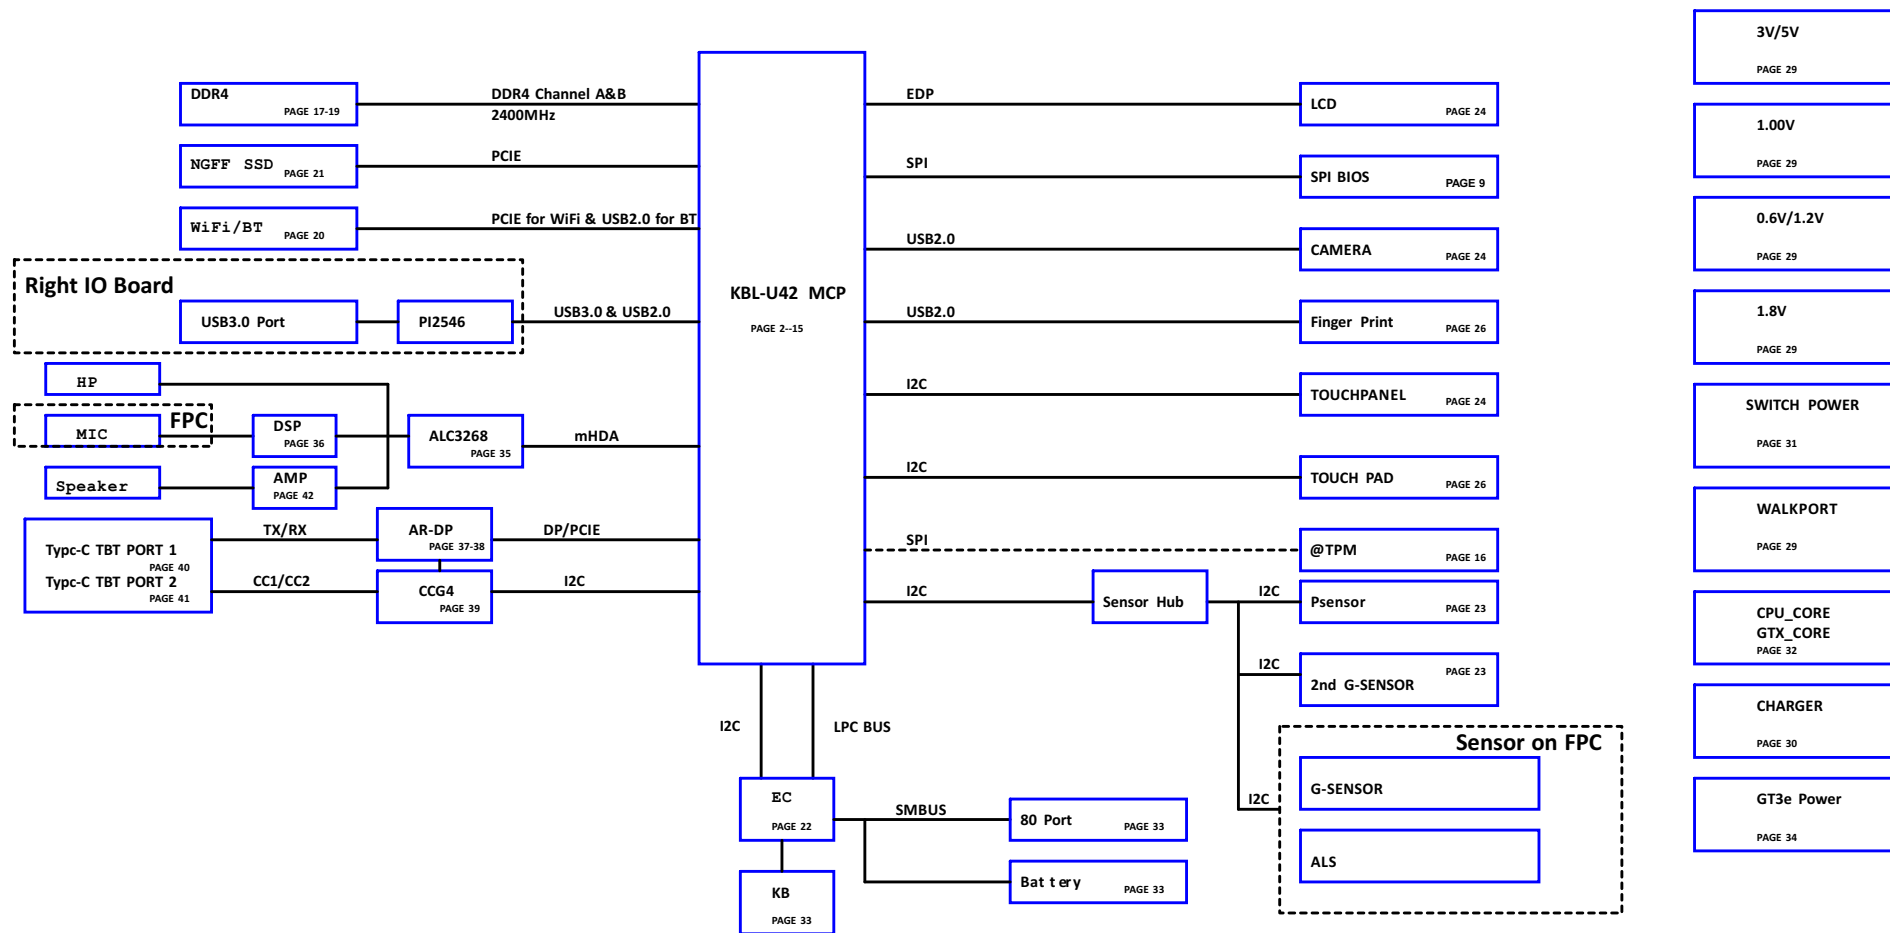 DDR4
PAGE 17-19
DDR4 Channel A&B
2400MHz
NGFF SSD
PAGE 21
PCIE
WiFi/BT
PAGE 20
PCIE for WiFi & USB2.0 for BT
Right IO Board
USB3.0 Port
PI2546
USB3.0 & USB2.0
HP
FPC
MIC
DSP
PAGE 36
ALC3268
PAGE 35
mHDA
Speaker
AMP
PAGE 42
Typc-C TBT PORT 1
PAGE 40
Typc-C TBT PORT 2
PAGE 41
TX/RX
AR-DP
PAGE 37-38
DP/PCIE
CC1/CC2
CCG4
PAGE 39
I2C
KBL-U42 MCP
PAGE 2--15
EDP
LCD
PAGE 24
SPI
SPI BIOS
PAGE 9
USB2.0
CAMERA
PAGE 24
USB2.0
Finger Print
PAGE 26
I2C
TOUCHPANEL
PAGE 24
I2C
TOUCH PAD
PAGE 26
SPI
@TPM
PAGE 16
I2C
Sensor Hub
I2C
Psensor
PAGE 23
I2C
2nd G-SENSOR
PAGE 23
Sensor on FPC
I2C
G-SENSOR
ALS
I2C
LPC BUS
EC
PAGE 22
SMBUS
80 Port
PAGE 33
Battery
PAGE 33
KB
PAGE 33
3V/5V
PAGE 29
1.00V
PAGE 29
0.6V/1.2V
PAGE 29
1.8V
PAGE 29
SWITCH POWER
PAGE 31
WALKPORT
PAGE 29
CPU_CORE
GTX_CORE
PAGE 32
CHARGER
PAGE 30
GT3e Power
PAGE 34